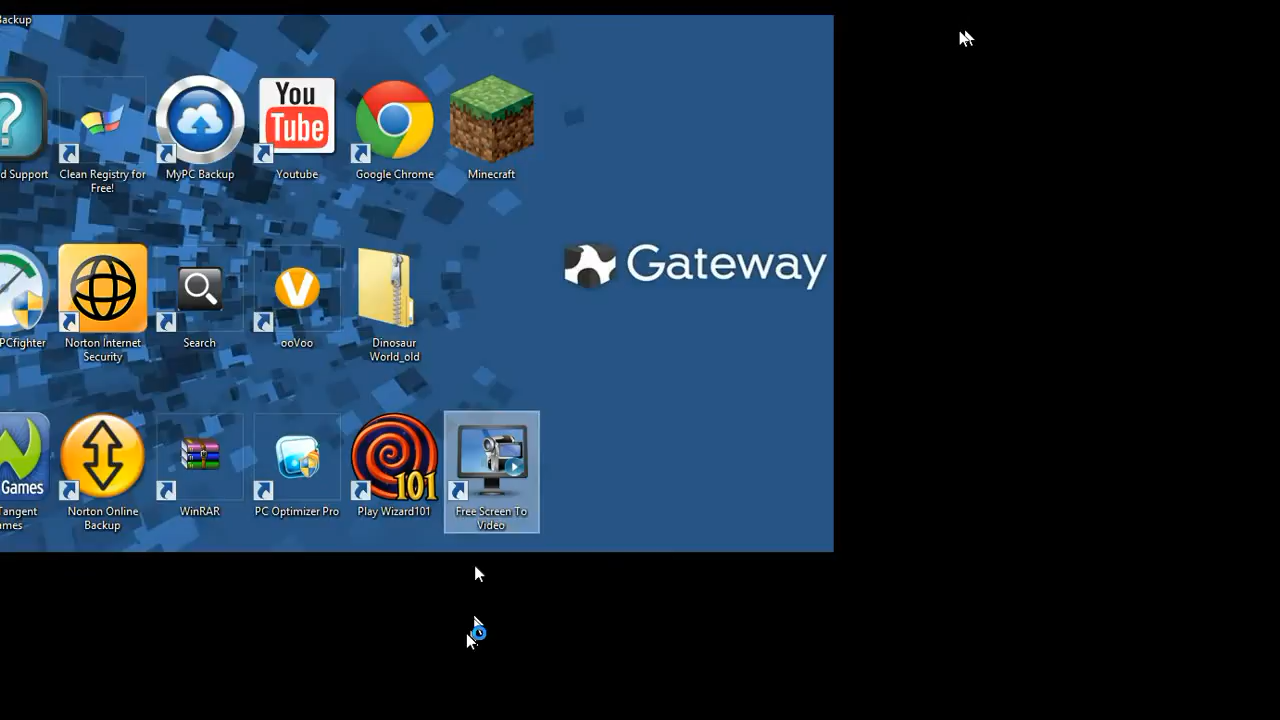 Backup
You
Tube
d Support
Clean Registry for
Free!
MyPC Backup
Youtube
Google Chrome
Minecraft
Gateway
PCfighter
Norton Internet
Security
Search
ooVoo
Dinosaur
World_old
Games
101
Tangent
ames
Norton Online
Backup
WinRAR
PC Optimizer Pro
Play Wizard101
Free Screen To
Video